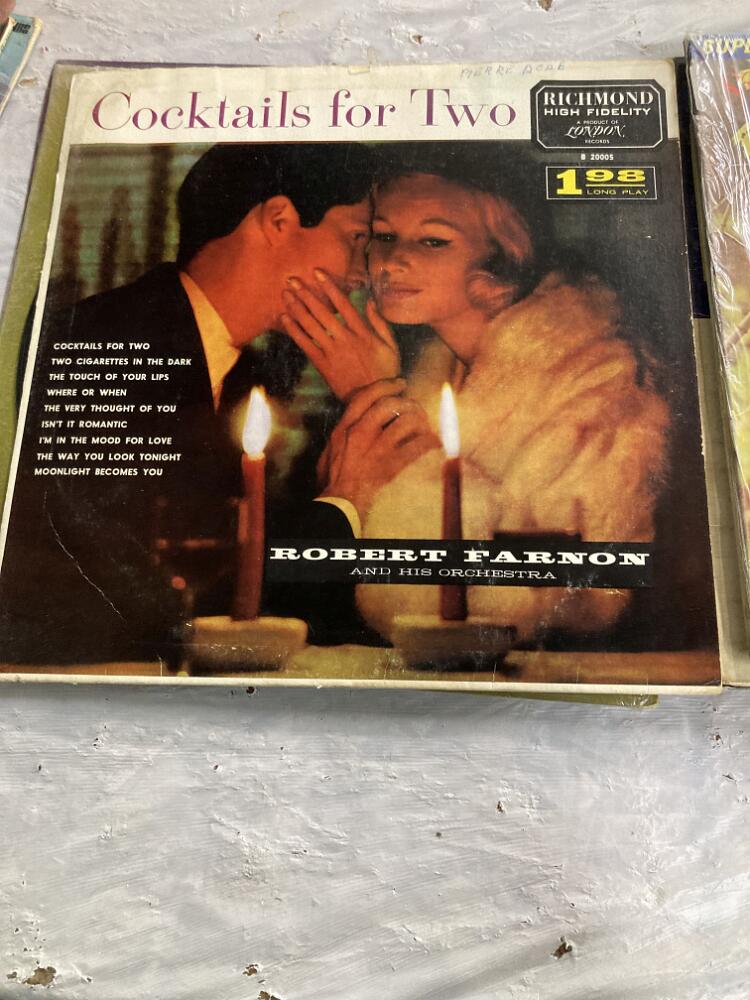 PIERRE
Cocktails for Two
RICHMOND
HIGH FIDELITY
A PRODUCT OF
LONDON
RECORDS
B 20005
1 98
LONG PLAY
COCKTAILS FOR TWO
TWO CIGARETTES IN THE DARK
THE TOUCH OF YOUR LIPS
WHERE OR WHEN
THE VERY THOUGHT OF YOU
ISN'T IT ROMANTIC
I'M IN THE MOOD FOR LOVE
THE WAY YOU LOOK TONIGHT
MOONLIGHT BECOMES YOU
ROBERT FARNON
AND HIS ORCHESTRA
SUP